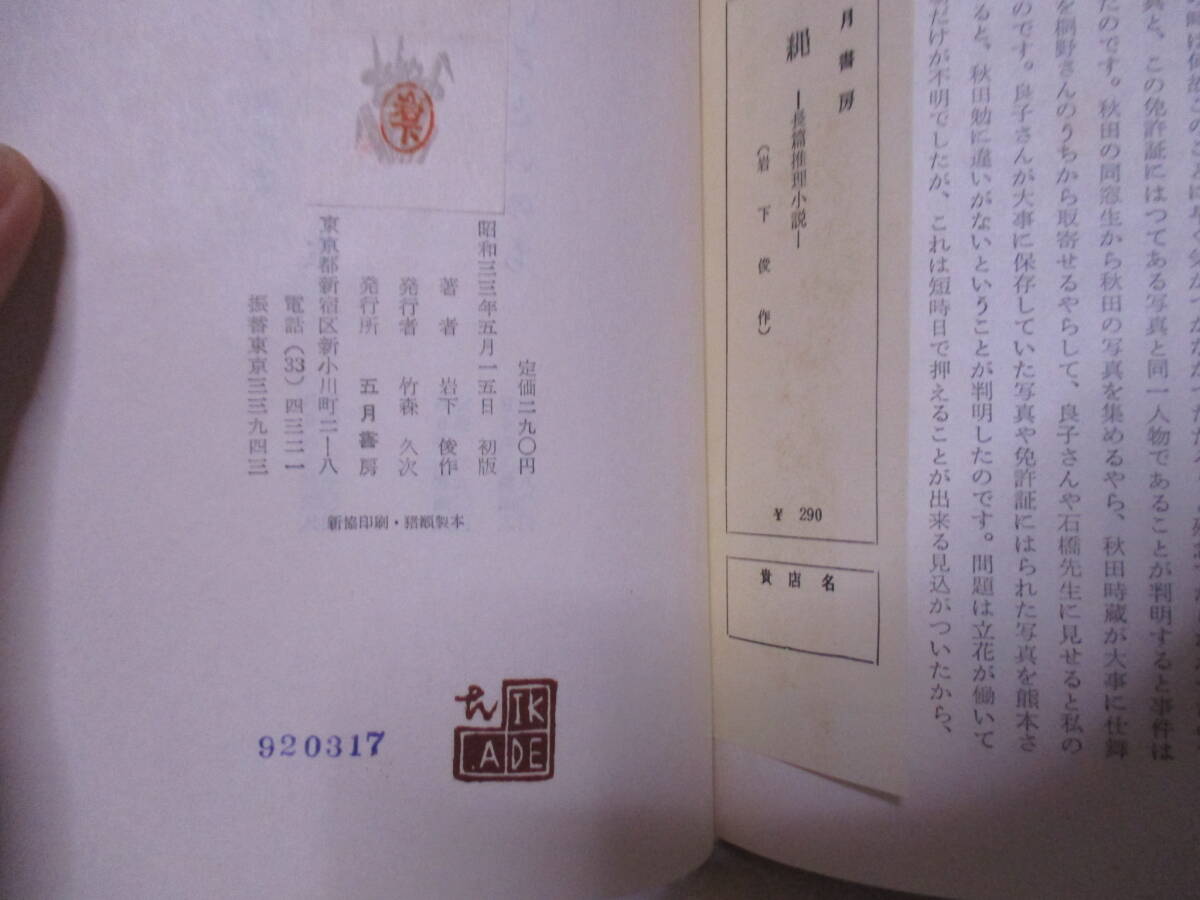 真と、この免許証にはつてある写真と同一人物であることが判明すると事件は
たのです。秋田の同窓生から秋田の写真を集めるやら、秋田時蔵が大事に仕舞
を桐野さんのうちから取寄せるやらして、良子さんや石橋先生に見せると私の
のです。良子さんが大事に保存していた写真や免許証にはられた写真を熊本さ
ると、秋田勉に違いがないということが判明したのです。問題は立花が働いて
だけが不明でしたが、これは短時日で押えることが出来る見込がついたから、
月書房
縄
―長篇推理小説―
(岩下俊作)
¥ 290
貴店名
定価二九〇円
昭和三三年五月一五日 初版
著者 岩下俊作
発行者 竹森久次
発行所 五月書房
東京都新宿区新小川町二―八
電話(33)四三二一
振替東京三三九四三
新協印刷・猪瀬製本
IK
ADE
920317